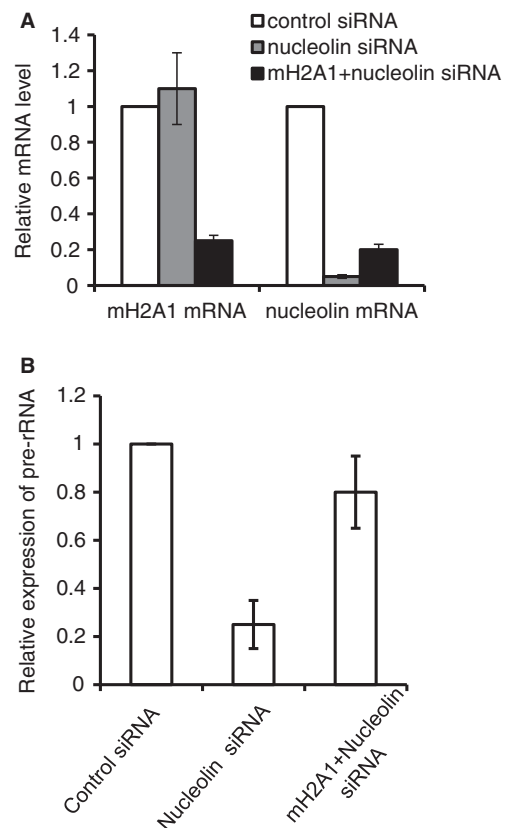 A
control siRNA
nucleolin siRNA
mH2A1+nucleolin siRNA
Relative mRNA level
1.4
1.2
1
0.8
0.6
0.4
0.2
0
mH2A1 mRNA
nucleolin mRNA
B
Relative expression of pre-rRNA
1.2
1
0.8
0.6
0.4
0.2
0
Control siRNA
Nucleolin siRNA
mH2A1+Nucleolin
siRNA